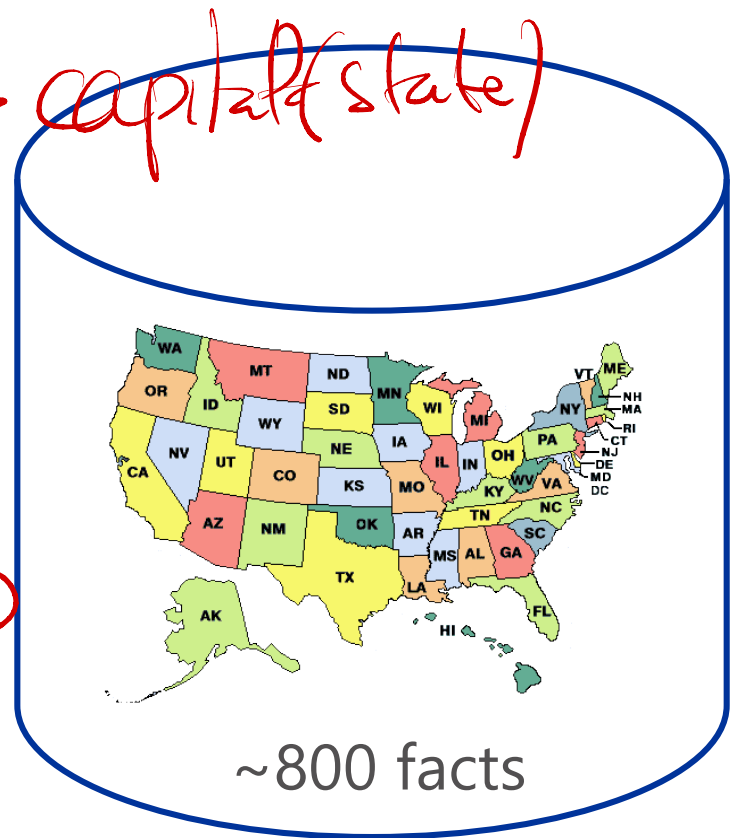 capital(state)
WA
MT
ND
MN
VT
ME
OR
ID
SD
WI
MI
NY
NH
MA
WY
RI
CT
NV
NE
IA
PA
NJ
CA
UT
CO
IL
IN
OH
DE
MD
DC
KS
MO
WV
VA
KY
AZ
NM
OK
AR
TN
NC
SC
MS
AL
GA
TX
LA
FL
AK
HI
~800 facts